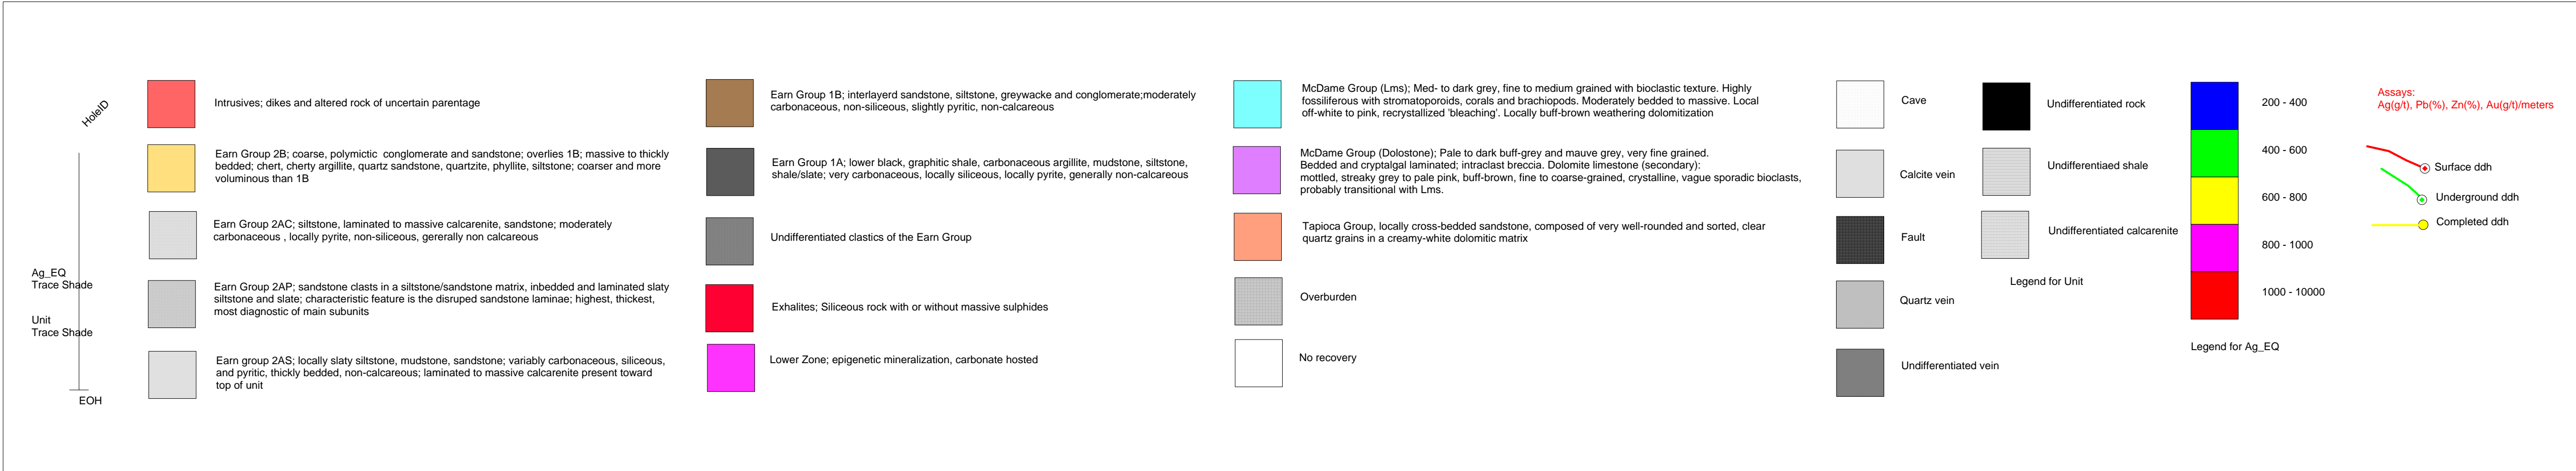 HoleID
Ag_EQ
Trace Shade
Unit
Trace Shade
EOH
Intrusives; dikes and altered rock of uncertain parentage
Earn Group 2B; coarse, polymictic  conglomerate and sandstone; overlies 1B; massive to thickly
bedded; chert, cherty argillite, quartz sandstone, quartzite, phyllite, siltstone; coarser and more
voluminous than 1B
Earn Group 2AC; siltstone, laminated to massive calcarenite, sandstone; moderately
carbonaceous , locally pyrite, non-siliceous, gererally non calcareous
Earn Group 2AP; sandstone clasts in a siltstone/sandstone matrix, inbedded and laminated slaty
siltstone and slate; characteristic feature is the disruped sandstone laminae; highest, thickest,
most diagnostic of main subunits
Earn group 2AS; locally slaty siltstone, mudstone, sandstone; variably carbonaceous, siliceous,
and pyritic, thickly bedded, non-calcareous; laminated to massive calcarenite present toward
top of unit
Earn Group 1B; interlayerd sandstone, siltstone, greywacke and conglomerate;moderately
carbonaceous, non-siliceous, slightly pyritic, non-calcareous
Earn Group 1A; lower black, graphitic shale, carbonaceous argillite, mudstone, siltstone,
shale/slate; very carbonaceous, locally siliceous, locally pyrite, generally non-calcareous
Undifferentiated clastics of the Earn Group
Exhalites; Siliceous rock with or without massive sulphides
Lower Zone; epigenetic mineralization, carbonate hosted
McDame Group (Lms); Med- to dark grey, fine to medium grained with bioclastic texture. Highly
fossiliferous with stromatoporoids, corals and brachiopods. Moderately bedded to massive. Local
off-white to pink, recrystallized 'bleaching'. Locally buff-brown weathering dolomitization
McDame Group (Dolostone); Pale to dark buff-grey and mauve grey, very fine grained.
Bedded and cryptalgal laminated; intraclast breccia. Dolomite limestone (secondary):
mottled, streaky grey to pale pink, buff-brown, fine to coarse-grained, crystalline, vague sporadic bioclasts,
probably transitional with Lms.
Tapioca Group, locally cross-bedded sandstone, composed of very well-rounded and sorted, clear
quartz grains in a creamy-white dolomitic matrix
Overburden
No recovery
Cave
Calcite vein
Fault
Quartz vein
Undifferentiated vein
Undifferentiated rock
Undifferentiaed shale
Undifferentiated calcarenite
Legend for Unit
200 - 400
400 - 600
600 - 800
800 - 1000
1000 - 10000
Legend for Ag_EQ
Assays:
Ag(g/t), Pb(%), Zn(%), Au(g/t)/meters
Surface ddh
Underground ddh
Completed ddh